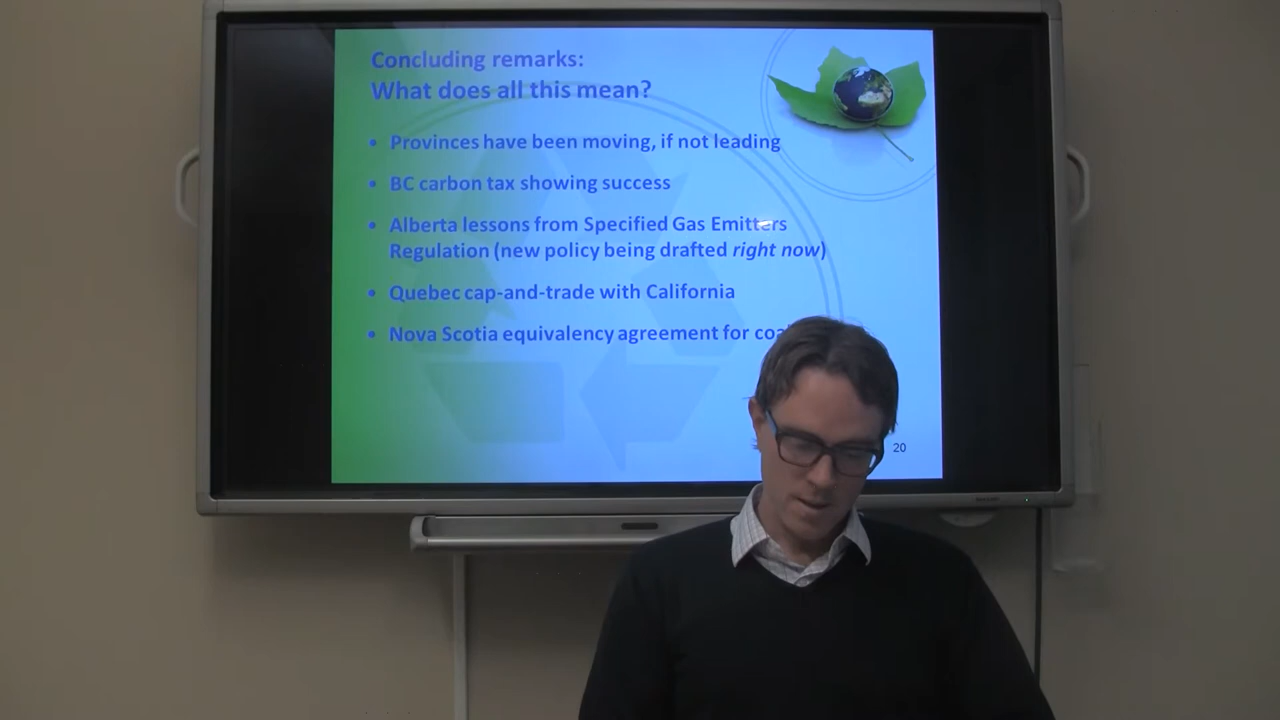 Concluding remarks:
What does all this mean?
• Provinces have been moving, if not leading
• BC carbon tax showing success
• Alberta lessons from Specified Gas Emitters
Regulation (new policy being drafted right now)
• Quebec cap-and-trade with California
• Nova Scotia equivalency agreement for
20